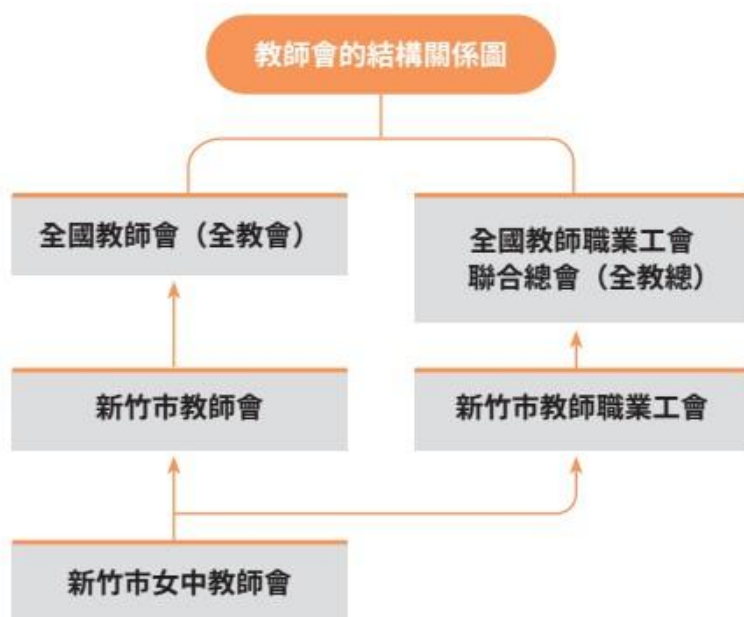 教師會的結構關係圖
全國教師會（全教會）
全國教師職業工會
聯合總會（全教總）
新竹市教師會
新竹市教師職業工會
新竹市女中教師會